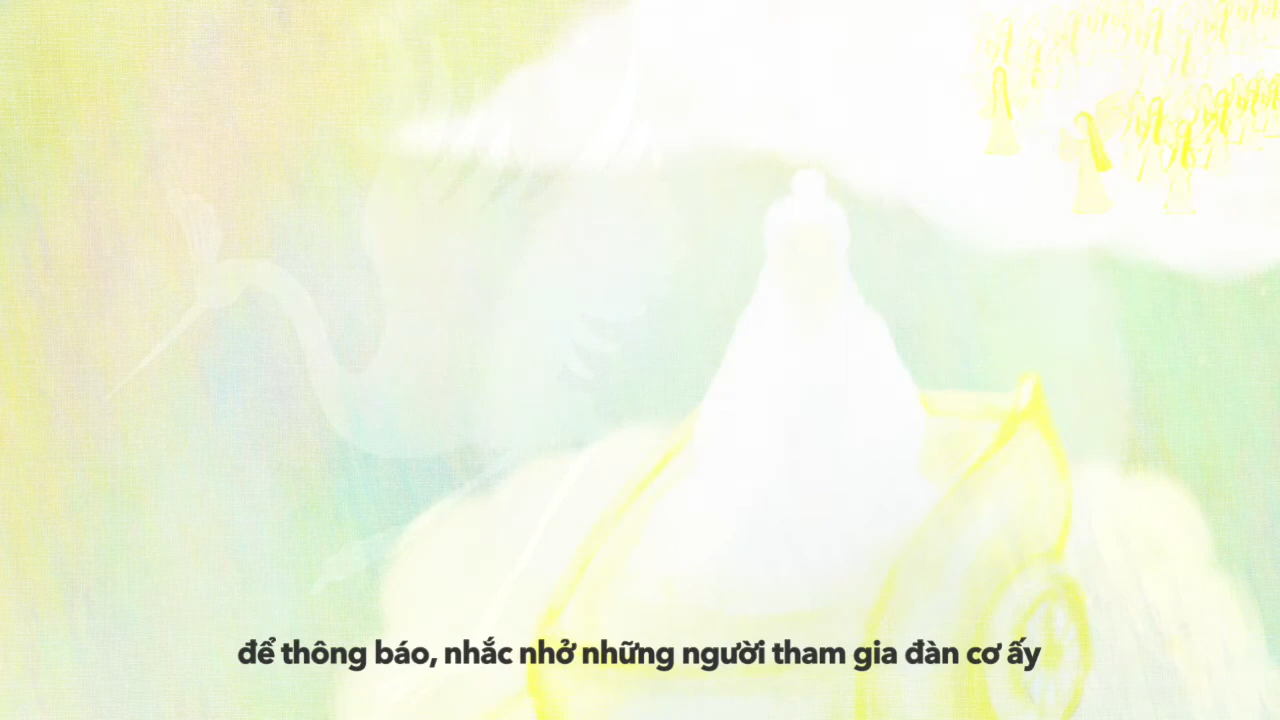 để thông báo, nhắc nhở những người tham gia đàn cơ ấy